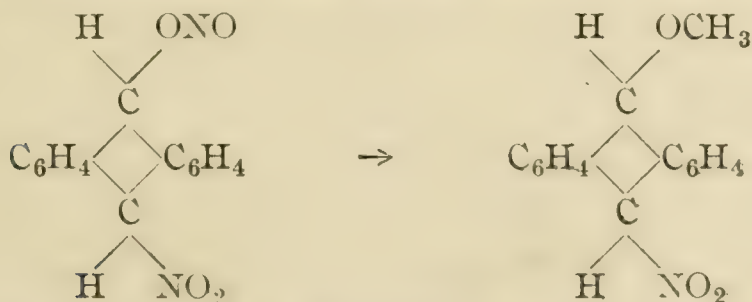 H ONO H OCH₃
C C
C₆H₄ C₆H₄ → C₆H₄ C₆H₄
C C
H NO₂ H NO₂